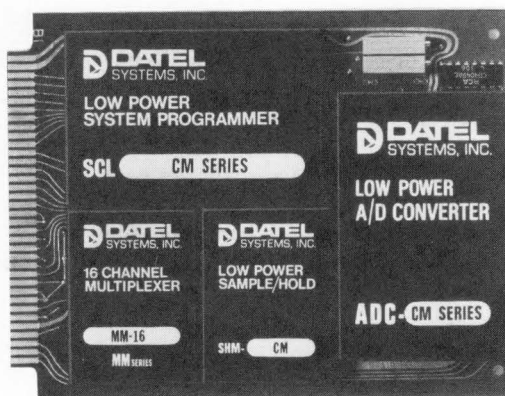 DATEL
SYSTEMS, INC.
LOW POWER
SYSTEM PROGRAMMER
SCL CM SERIES
DATEL
SYSTEMS, INC.
16 CHANNEL
MULTIPLEXER
MM-16
MM SERIES
DATEL
SYSTEMS, INC.
LOW POWER
SAMPLE/HOLD
SHM- CM
DATEL
SYSTEMS, INC.
LOW POWER
A/D CONVERTER
ADC- CM SERIES
RCA